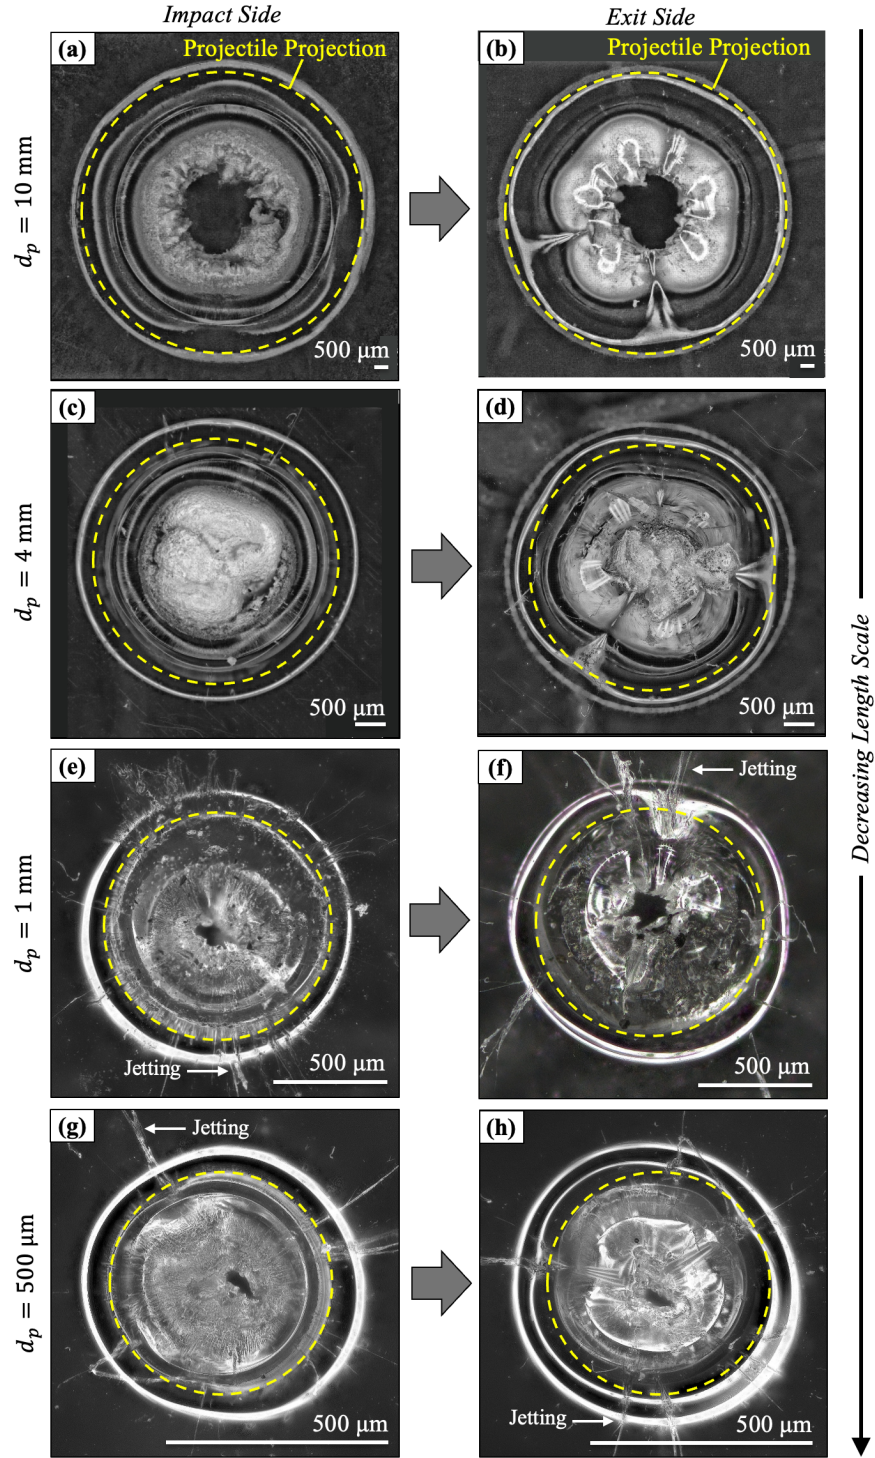 Impact Side
Exit Side
(a)
Projectile Projection
500 μm
(b)
Projectile Projection
500 μm
d_p = 10 mm
(c)
500 μm
(d)
500 μm
d_p = 4 mm
(e)
Jetting
500 μm
(f)
Jetting
500 μm
d_p = 1 mm
(g)
Jetting
500 μm
(h)
Jetting
500 μm
d_p = 500 μm
Decreasing Length Scale